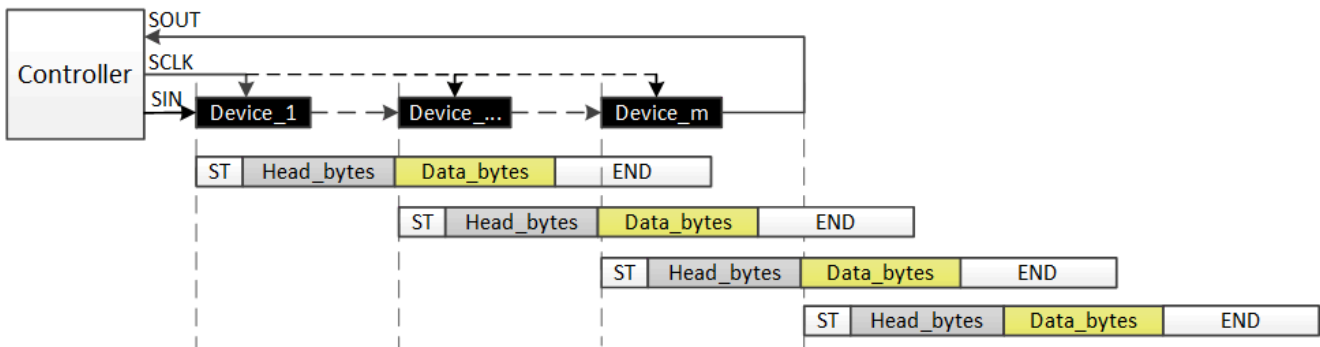 SOUT
Controller
SCLK
SIN
Device_1
Device_...
Device_m
ST Head_bytes Data_bytes END
ST Head_bytes Data_bytes END
ST Head_bytes Data_bytes END
ST Head_bytes Data_bytes END